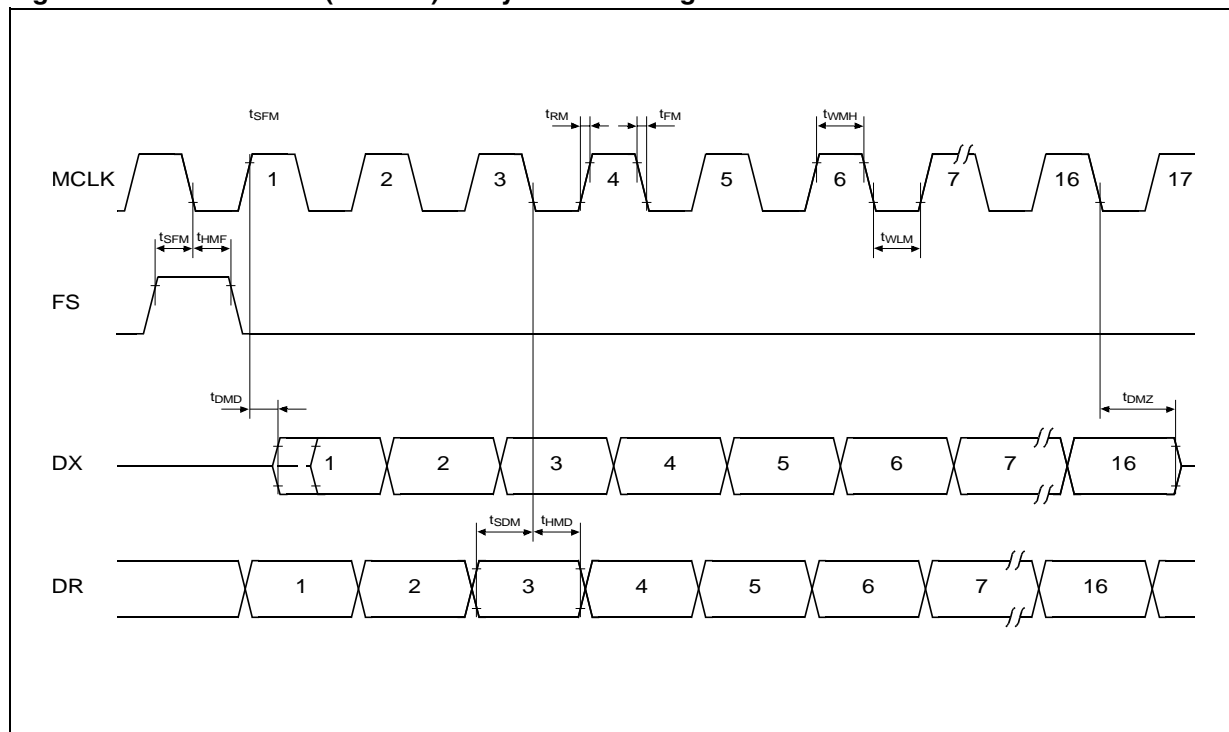 tSFM tRM tFM tWMH
MCLK 1 2 3 4 5 6 7 16 17
tSFM tHMF tWLM
FS
tDMD tDMZ
DX 1 2 3 4 5 6 7 16
tSDM tHMD
DR 1 2 3 4 5 6 7 16